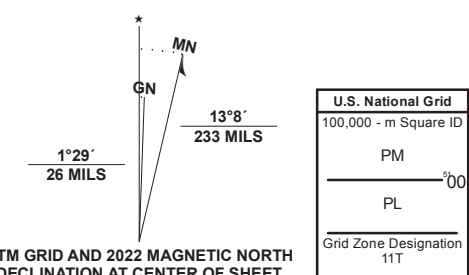 ★
MN
GN
13°8´
233 MILS
1°29´
26 MILS
TM GRID AND 2022 MAGNETIC NORTH
DECLINATION AT CENTER OF SHEET
U.S. National Grid
100,000 - m Square ID
PM
5100
PL
Grid Zone Designation
11T